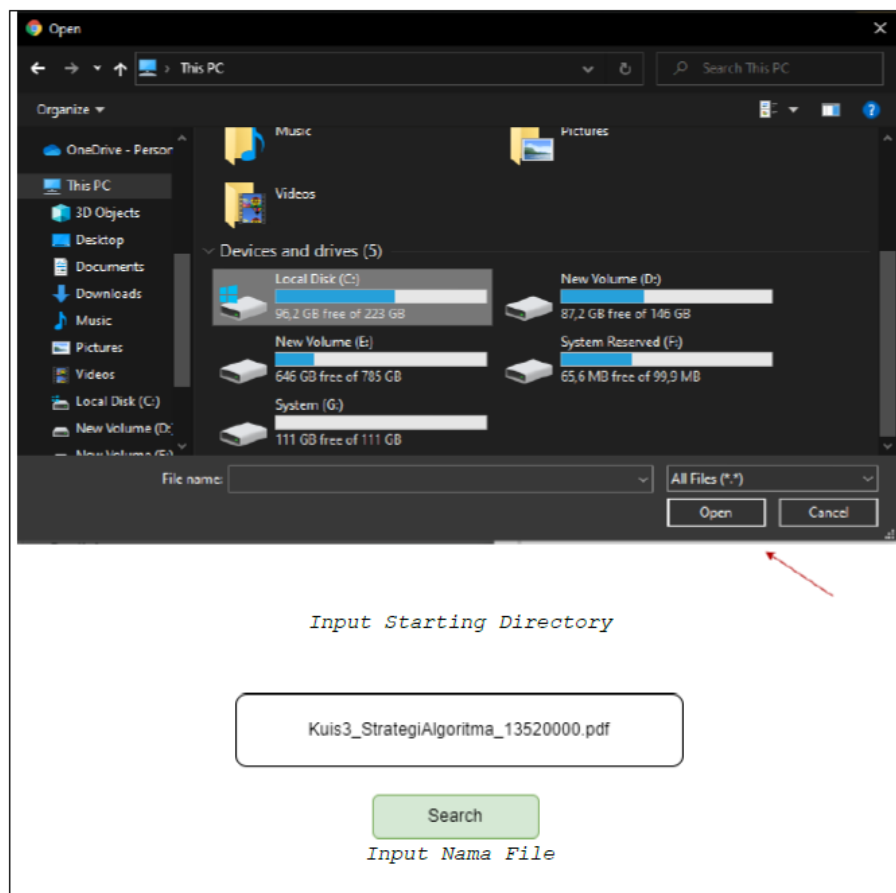 Open
This PC
Search This PC
Organize
OneDrive - Person
This PC
3D Objects
Desktop
Documents
Downloads
Music
Pictures
Videos
Local Disk (C:)
New Volume (D:
New Volume (E:)
Music
Pictures
Videos
Devices and drives (5)
Local Disk (C:)
96,2 GB free of 223 GB
New Volume (D:)
87,2 GB free of 146 GB
New Volume (E:)
646 GB free of 785 GB
System Reserved (F:)
65,6 MB free of 99,9 MB
System (G:)
111 GB free of 111 GB
File name:
All Files (*.*)
Open
Cancel
Input Starting Directory
Kuis3_StrategiAlgoritma_13520000.pdf
Search
Input Nama File